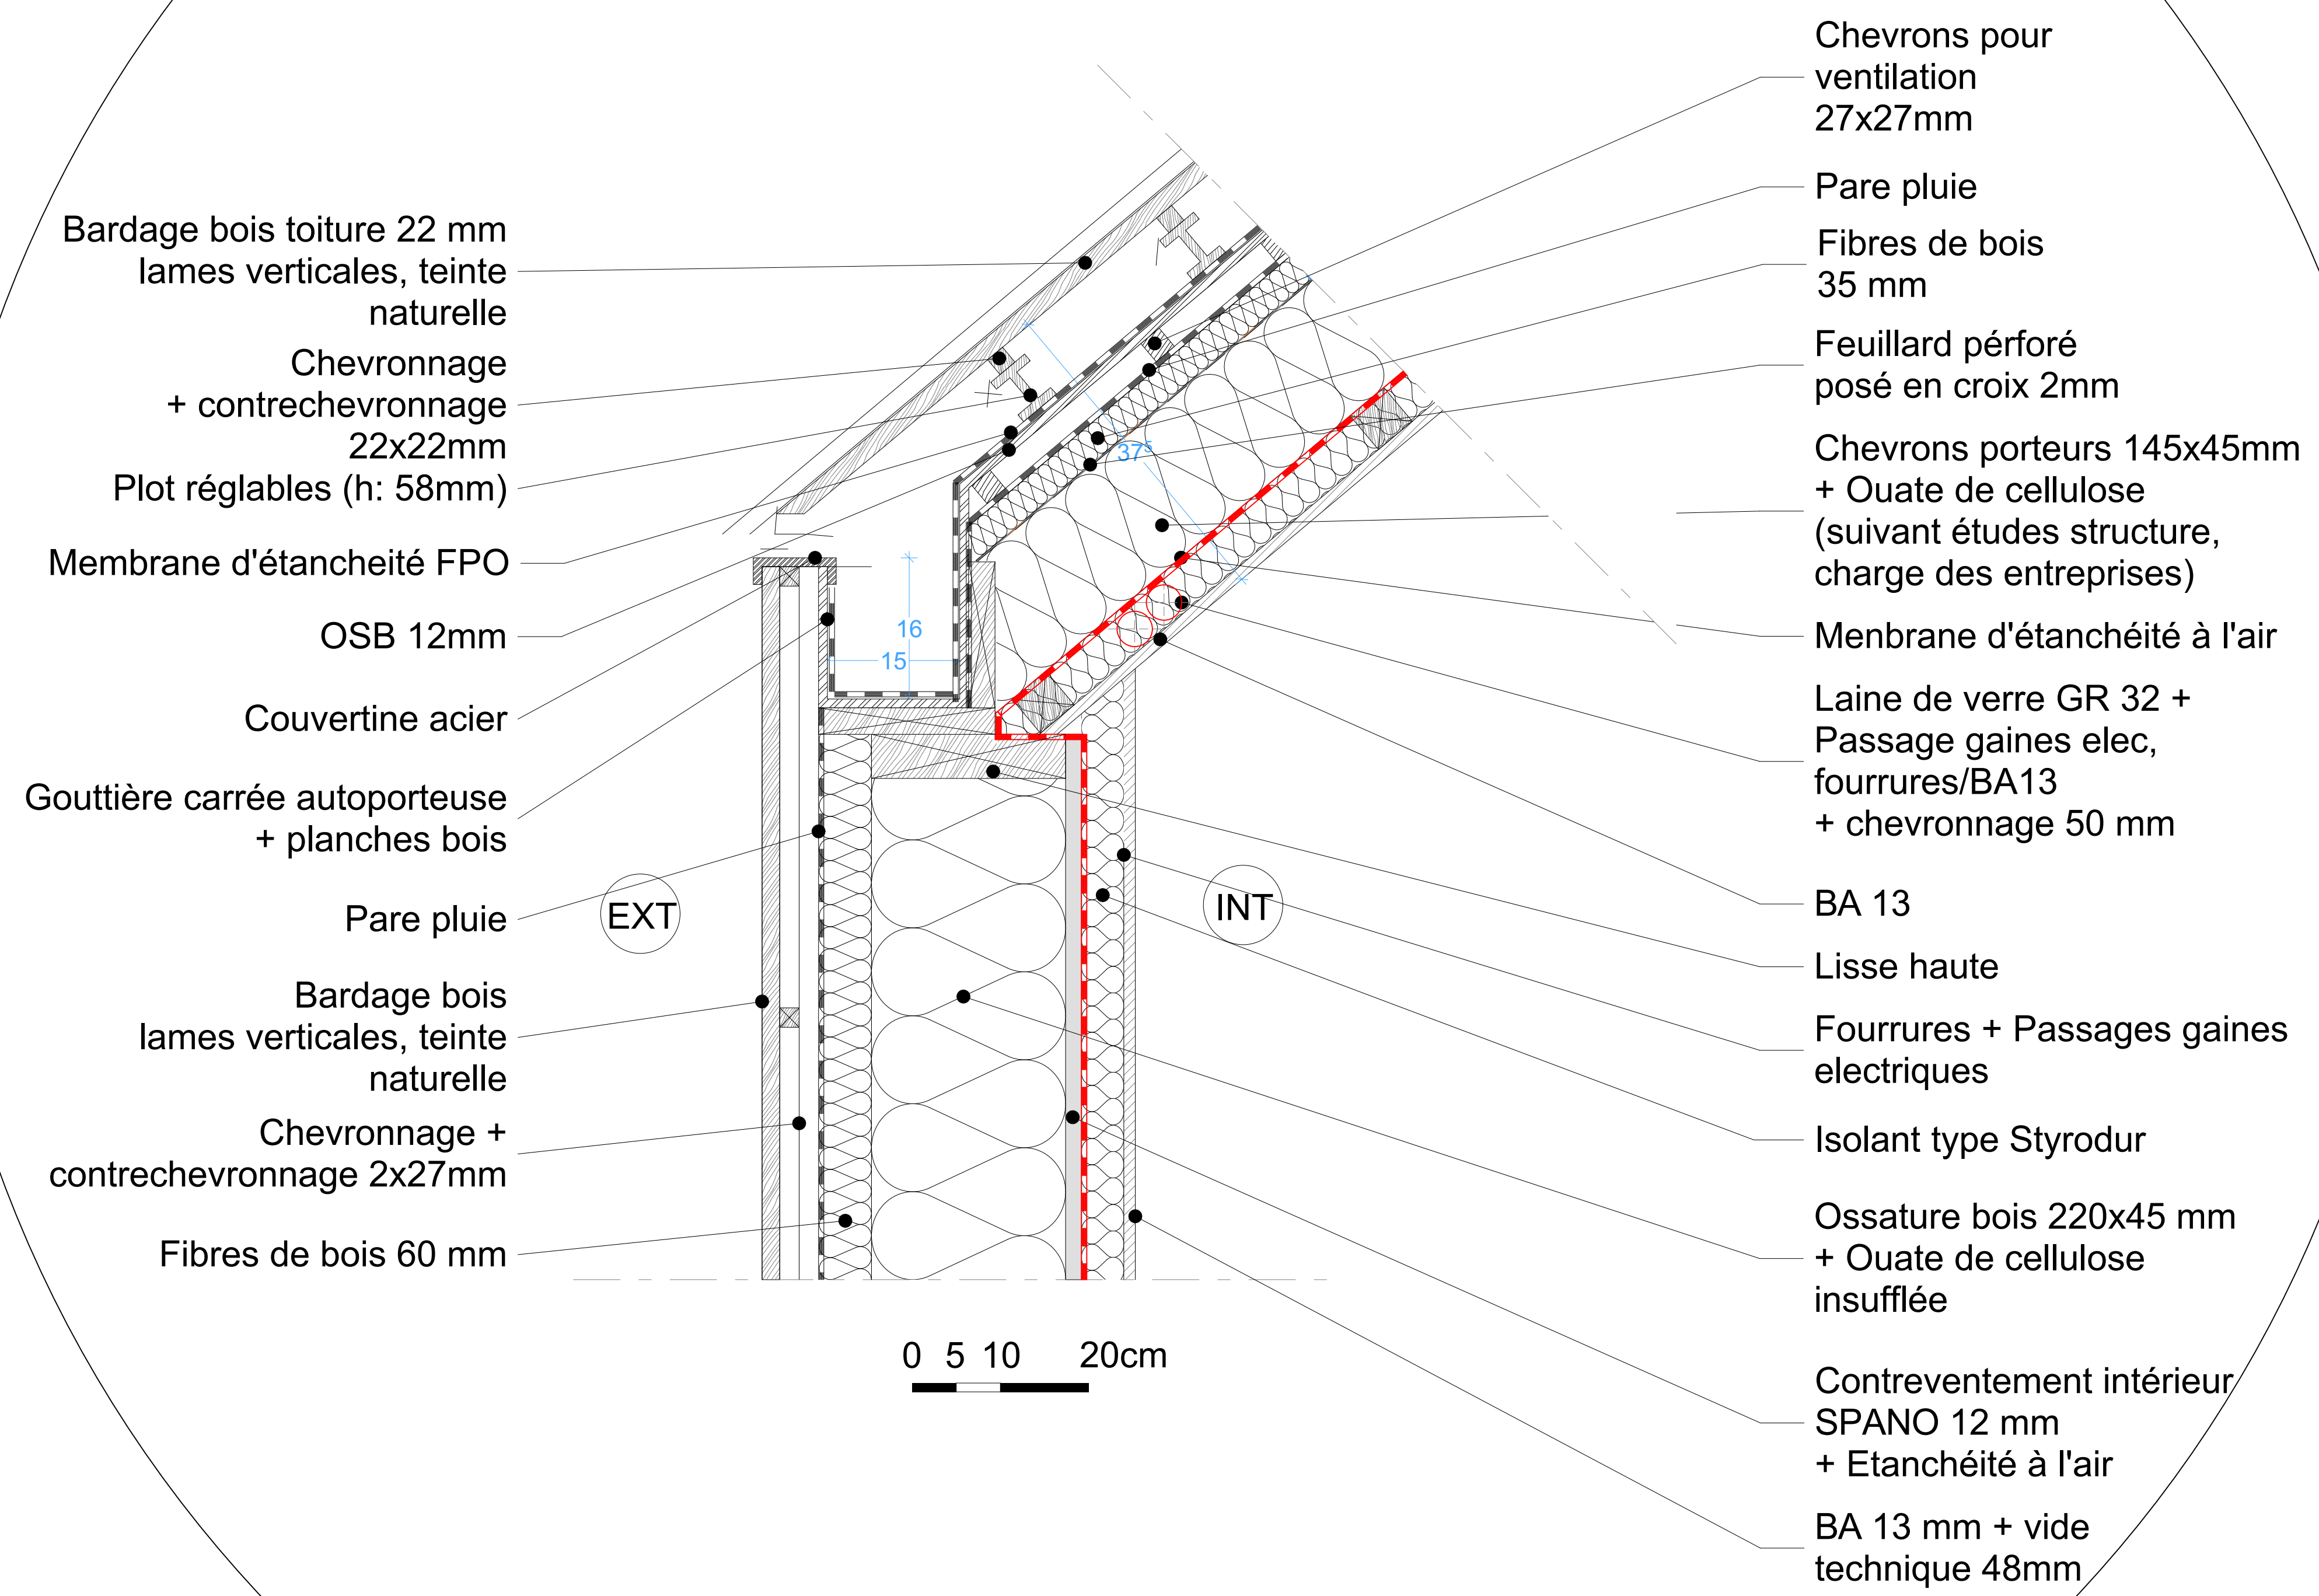 Bardage bois toiture 22 mm
lames verticales, teinte
naturelle
Chevronnage
+ contrechevronnage
22x22mm
Plot réglables (h: 58mm)
Membrane d'étancheité FPO
OSB 12mm
Couvertine acier
Gouttière carrée autoporteuse
+ planches bois
Pare pluie
Bardage bois
lames verticales, teinte
naturelle
Chevronnage +
contrechevronnage 2x27mm
Fibres de bois 60 mm
EXT
37⁵
16
15
INT
0 5 10 20cm
Chevrons pour
ventilation
27x27mm
Pare pluie
Fibres de bois
35 mm
Feuillard pérforé
posé en croix 2mm
Chevrons porteurs 145x45mm
+ Ouate de cellulose
(suivant études structure,
charge des entreprises)
Menbrane d'étanchéité à l'air
Laine de verre GR 32 +
Passage gaines elec,
fourrures/BA13
+ chevronnage 50 mm
BA 13
Lisse haute
Fourrures + Passages gaines
electriques
Isolant type Styrodur
Ossature bois 220x45 mm
+ Ouate de cellulose
insufflée
Contreventement intérieur
SPANO 12 mm
+ Etanchéité à l'air
BA 13 mm + vide
technique 48mm